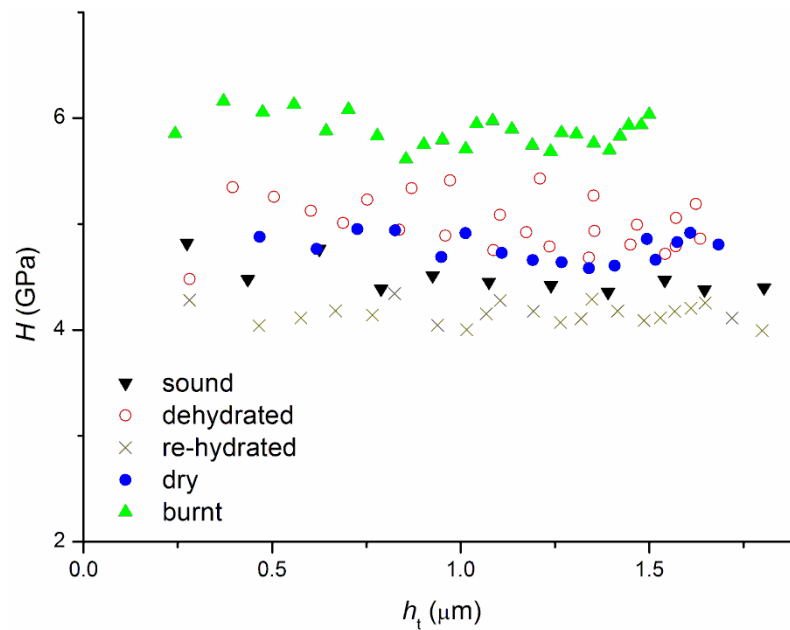 H (GPa)
6
4
2
sound
dehydrated
re-hydrated
dry
burnt
0.0 0.5 1.0 1.5
hₜ (μm)